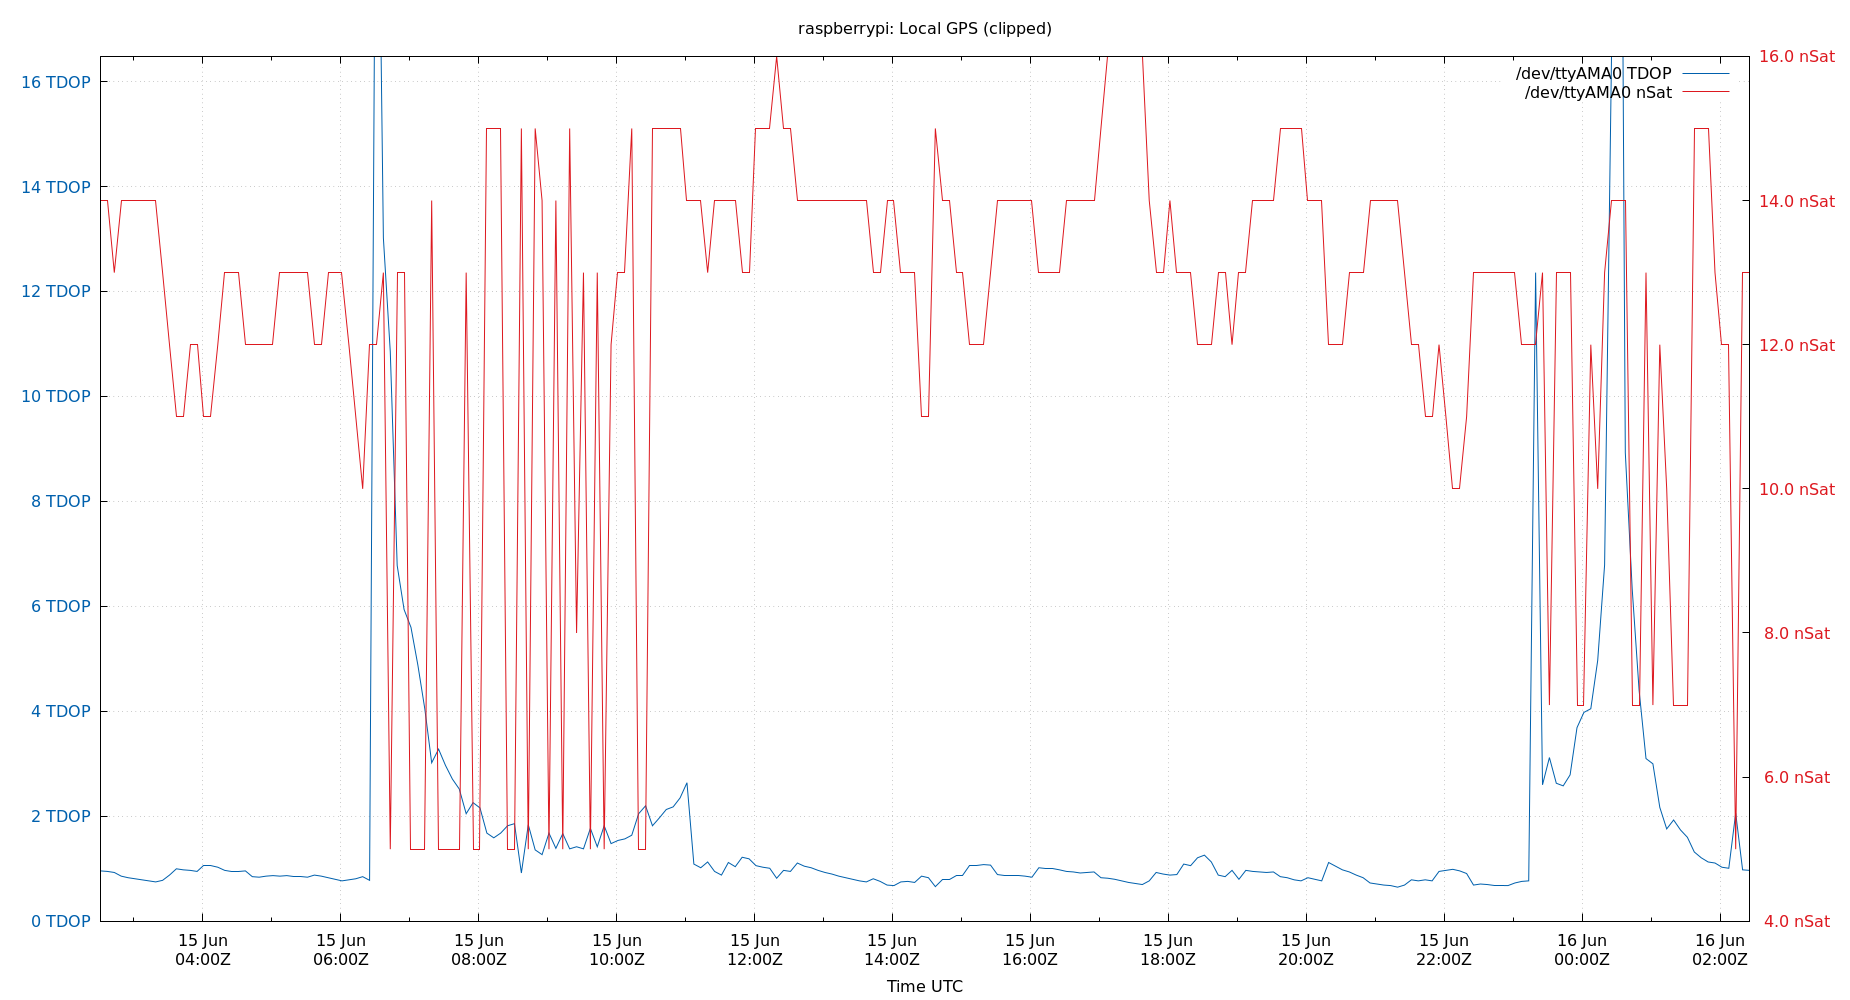 raspberrypi: Local GPS (clipped)
/dev/ttyAMA0 TDOP
/dev/ttyAMA0 nSat
16 TDOP
14 TDOP
12 TDOP
10 TDOP
8 TDOP
6 TDOP
4 TDOP
2 TDOP
0 TDOP
16.0 nSat
14.0 nSat
12.0 nSat
10.0 nSat
8.0 nSat
6.0 nSat
4.0 nSat
15 Jun
04:00Z
15 Jun
06:00Z
15 Jun
08:00Z
15 Jun
10:00Z
15 Jun
12:00Z
15 Jun
14:00Z
15 Jun
16:00Z
15 Jun
18:00Z
15 Jun
20:00Z
15 Jun
22:00Z
16 Jun
00:00Z
16 Jun
02:00Z
Time UTC